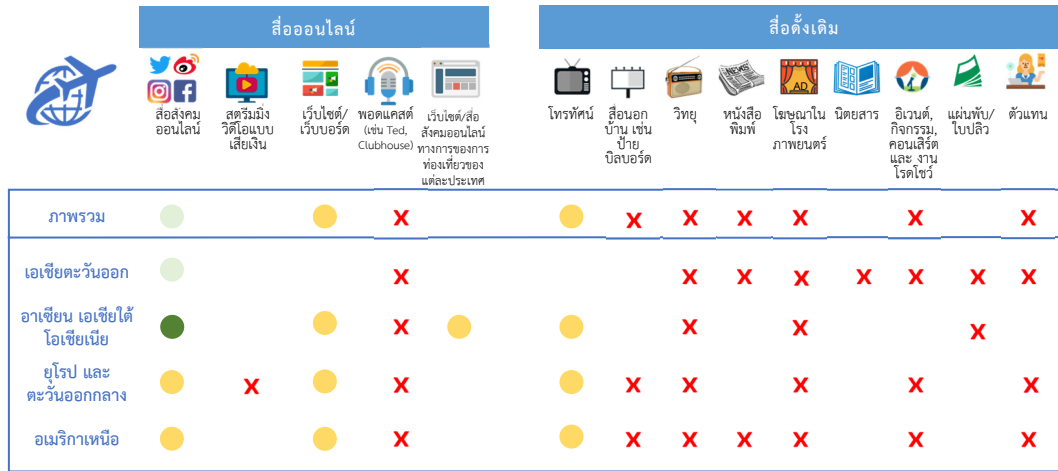 สื่อออนไลน์
สื่อดั้งเดิม
สื่อสังคม
ออนไลน์
สตรีมมิ่ง
วิดีโอแบบ
เสียเงิน
เว็บไซต์/
เว็บบอร์ด
พอดแคสต์
(เช่น Ted,
Clubhouse)
เว็บไซต์/สื่อ
สังคมออนไลน์
ทางการของการ
ท่องเที่ยวของ
แต่ละประเทศ
โทรทัศน์
สื่อนอก
บ้าน เช่น
ป้าย
บิลบอร์ด
วิทยุ
NEWS
หนังสือ
พิมพ์
AD
โฆษณาใน
โรง
ภาพยนตร์
นิตยสาร
อิเวนต์,
กิจกรรม,
คอนเสิร์ต
และ งาน
โรดโชว์
แผ่นพับ/
ใบปลิว
ตัวแทน
ภาพรวม
X X X X X X X
เอเชียตะวันออก
X X X X X X X X
อาเซียน เอเชียใต้
โอเชียเนีย
X X X X
ยุโรป และ
ตะวันออกกลาง
X X X X X X X
อเมริกาเหนือ
X X X X X X X